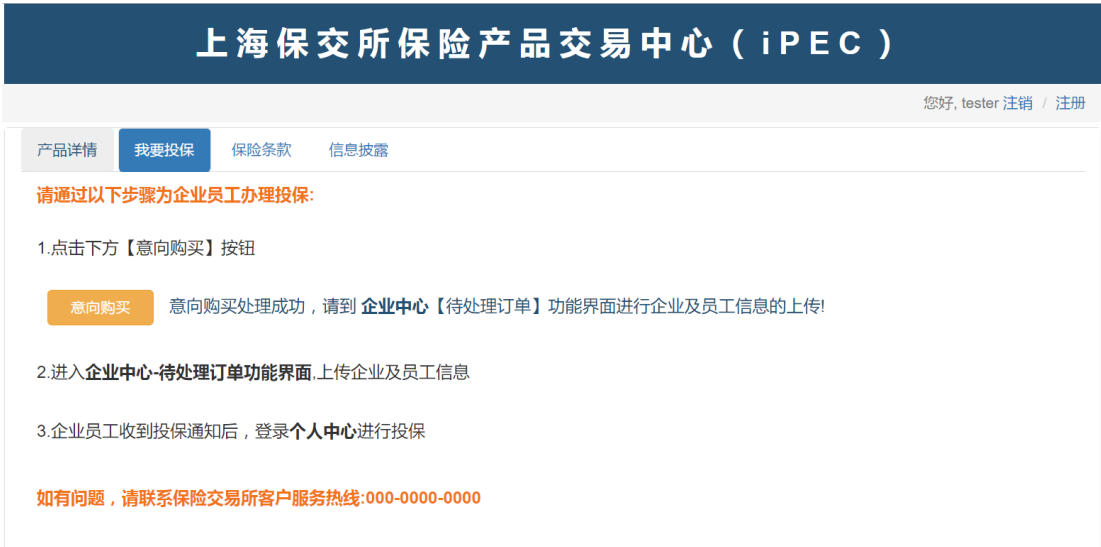 上海保交所保险产品交易中心（iPEC）
您好, tester 注销 / 注册
产品详情 我要投保 保险条款 信息披露
请通过以下步骤为企业员工办理投保:
1.点击下方【意向购买】按钮
意向购买 意向购买处理成功，请到 企业中心【待处理订单】功能界面进行企业及员工信息的上传!
2.进入企业中心-待处理订单功能界面,上传企业及员工信息
3.企业员工收到投保通知后，登录个人中心进行投保
如有问题，请联系保险交易所客户服务热线:000-0000-0000